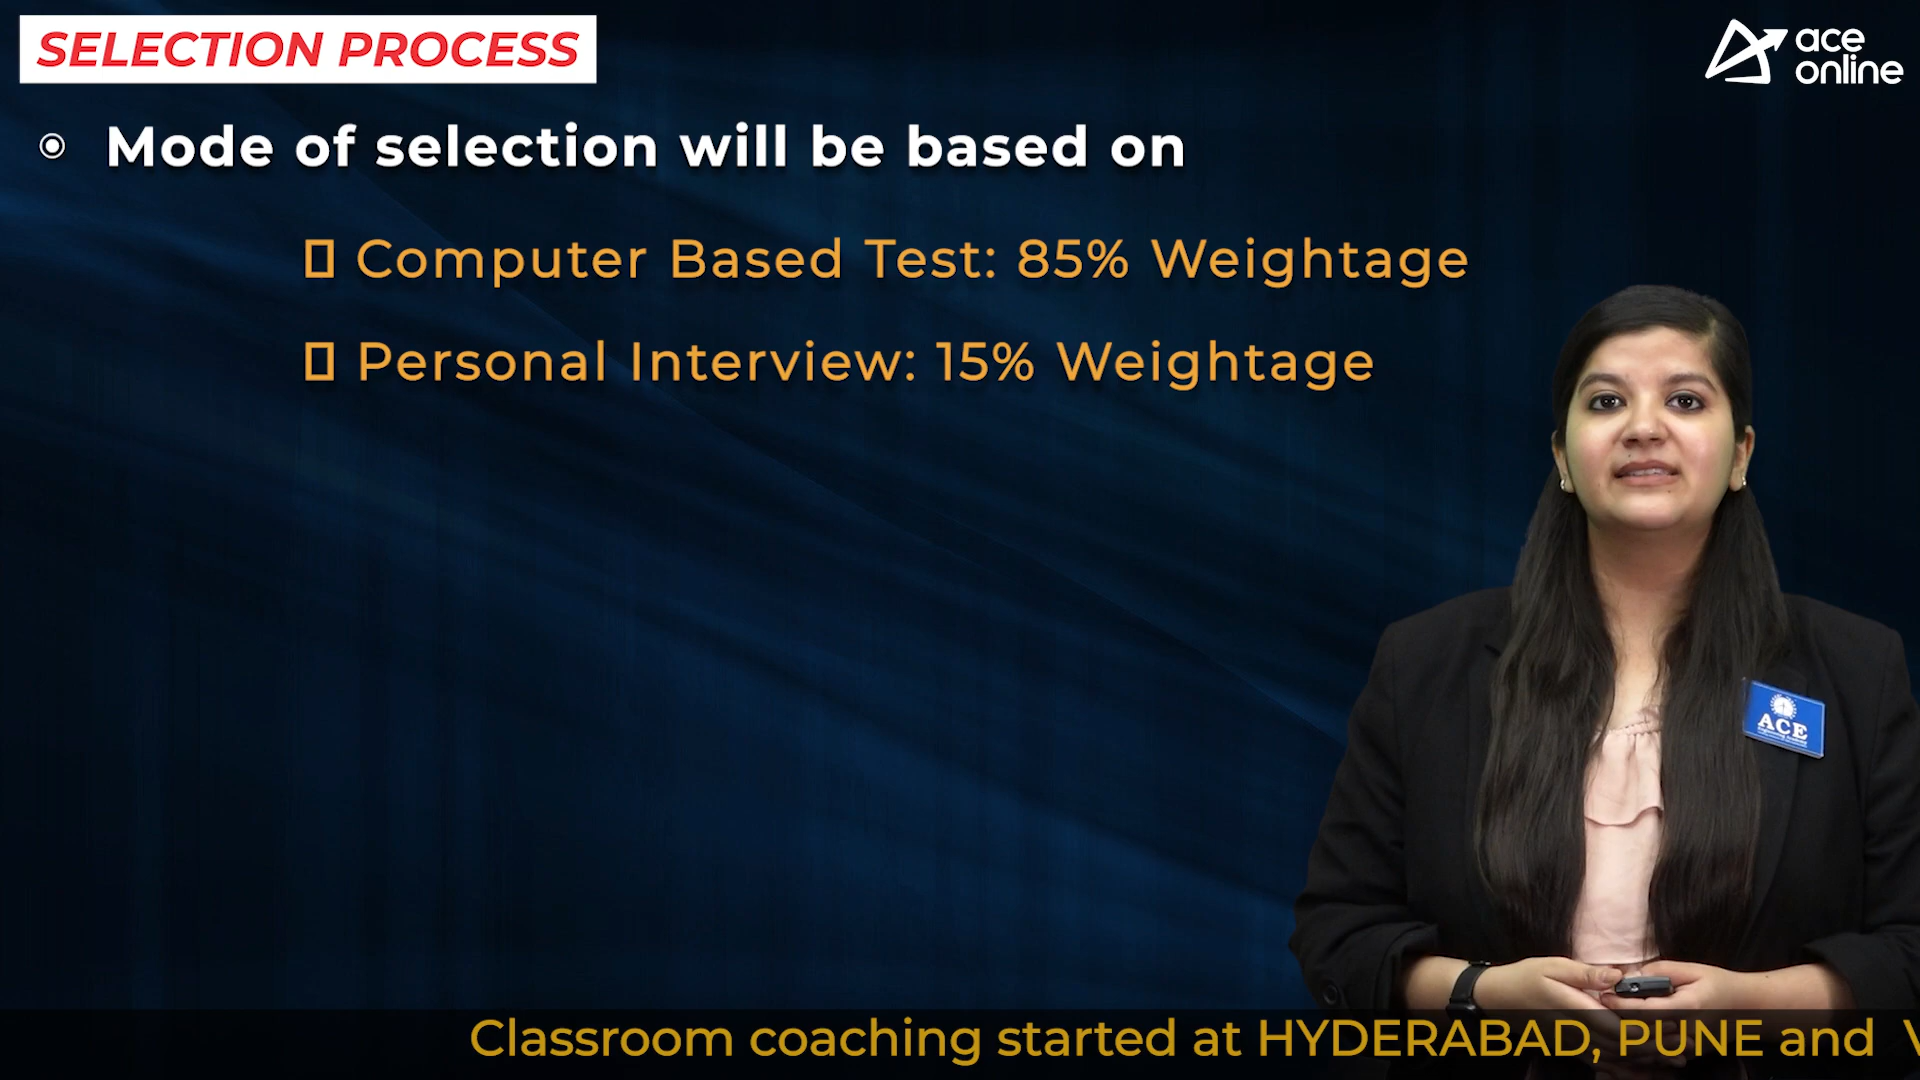 SELECTION PROCESS
ace
online
Mode of selection will be based on
Computer Based Test: 85% Weightage
Personal Interview: 15% Weightage
ACE
Classroom coaching started at HYDERABAD, PUNE and